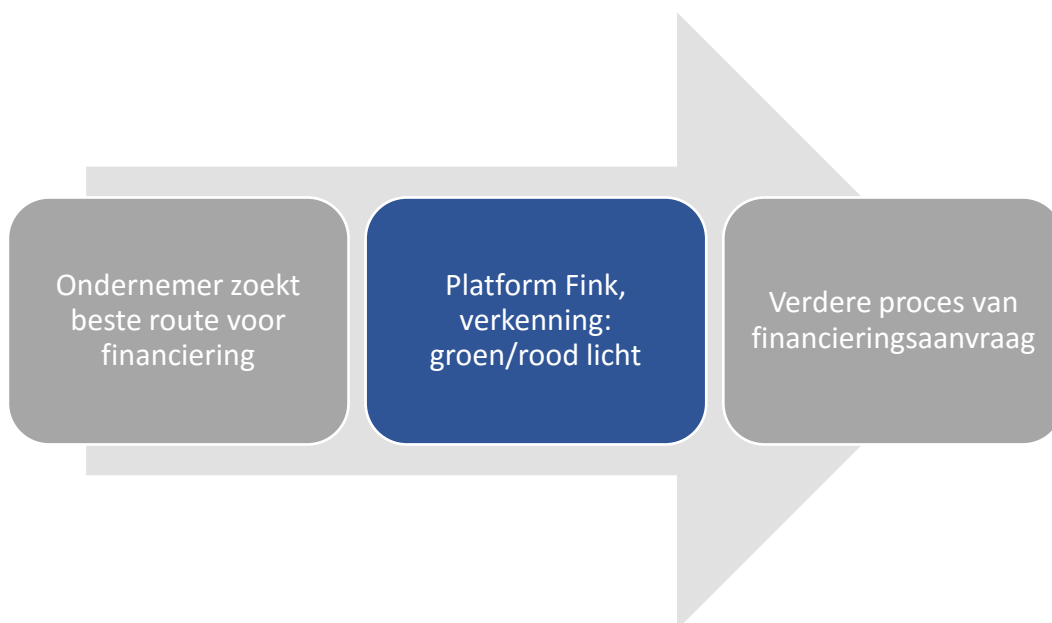 Ondernemer zoekt
beste route voor
financiering
Platform Fink,
verkenning:
groen/rood licht
Verdere proces van
financieringsaanvraag